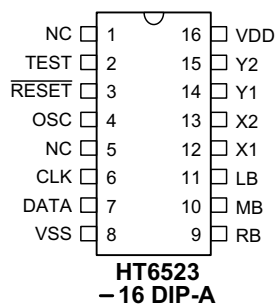 NC 1 16 VDD
TEST 2 15 Y2
RESET 3 14 Y1
OSC 4 13 X2
NC 5 12 X1
CLK 6 11 LB
DATA 7 10 MB
VSS 8 9 RB
HT6523
– 16 DIP-A